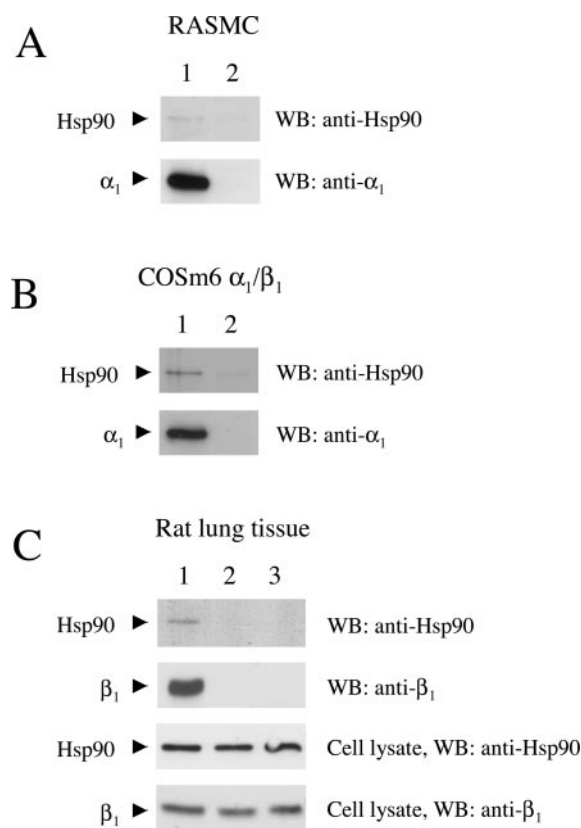 A
RASMC
1 2
Hsp90 ► WB: anti-Hsp90
α₁ ► WB: anti-α₁
B
COSm6 α₁/β₁
1 2
Hsp90 ► WB: anti-Hsp90
α₁ ► WB: anti-α₁
C
Rat lung tissue
1 2 3
Hsp90 ► WB: anti-Hsp90
β₁ ► WB: anti-β₁
Hsp90 ► Cell lysate, WB: anti-Hsp90
β₁ ► Cell lysate, WB: anti-β₁